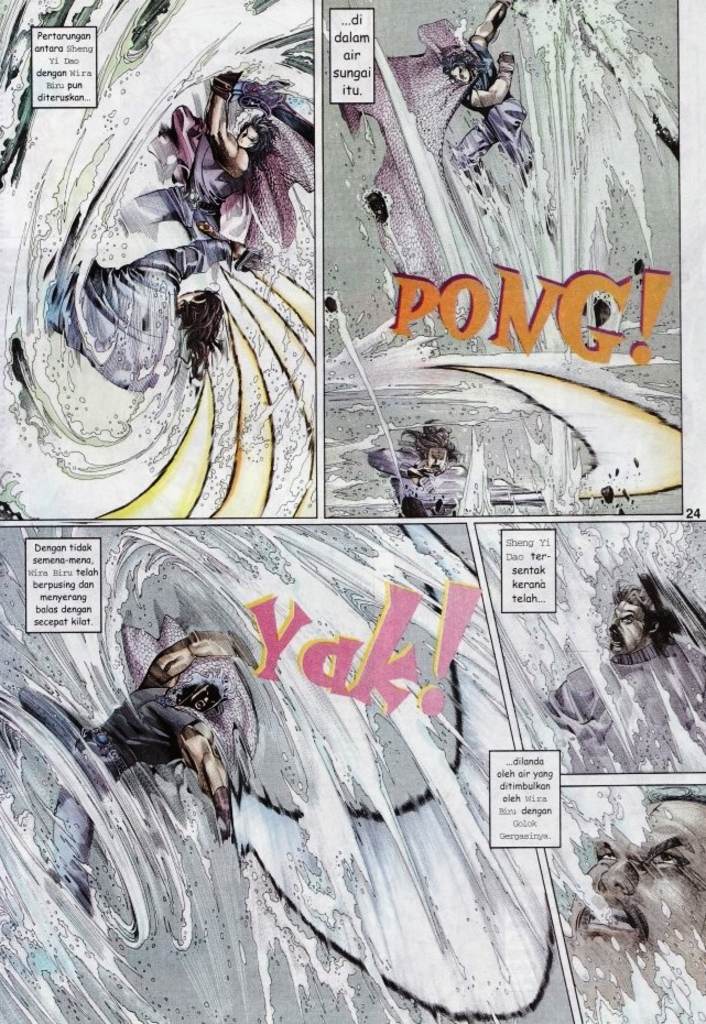 Pertarungan
antara Sheng
Yi Dao
dengan Wira
Biru pun
diteruskan...
...di
dalam
air
sungai
itu.
PONG!
24
Dengan tidak
semena-mena,
Wira Biru telah
berpusing dan
menyerang
balas dengan
secepat kilat.
Yak!
Sheng Yi
Dao ter-
sentak
kerana
telah...
...dilanda
oleh air yang
ditimbulkan
oleh Wira
Biru dengan
Golok
Gergasinya.